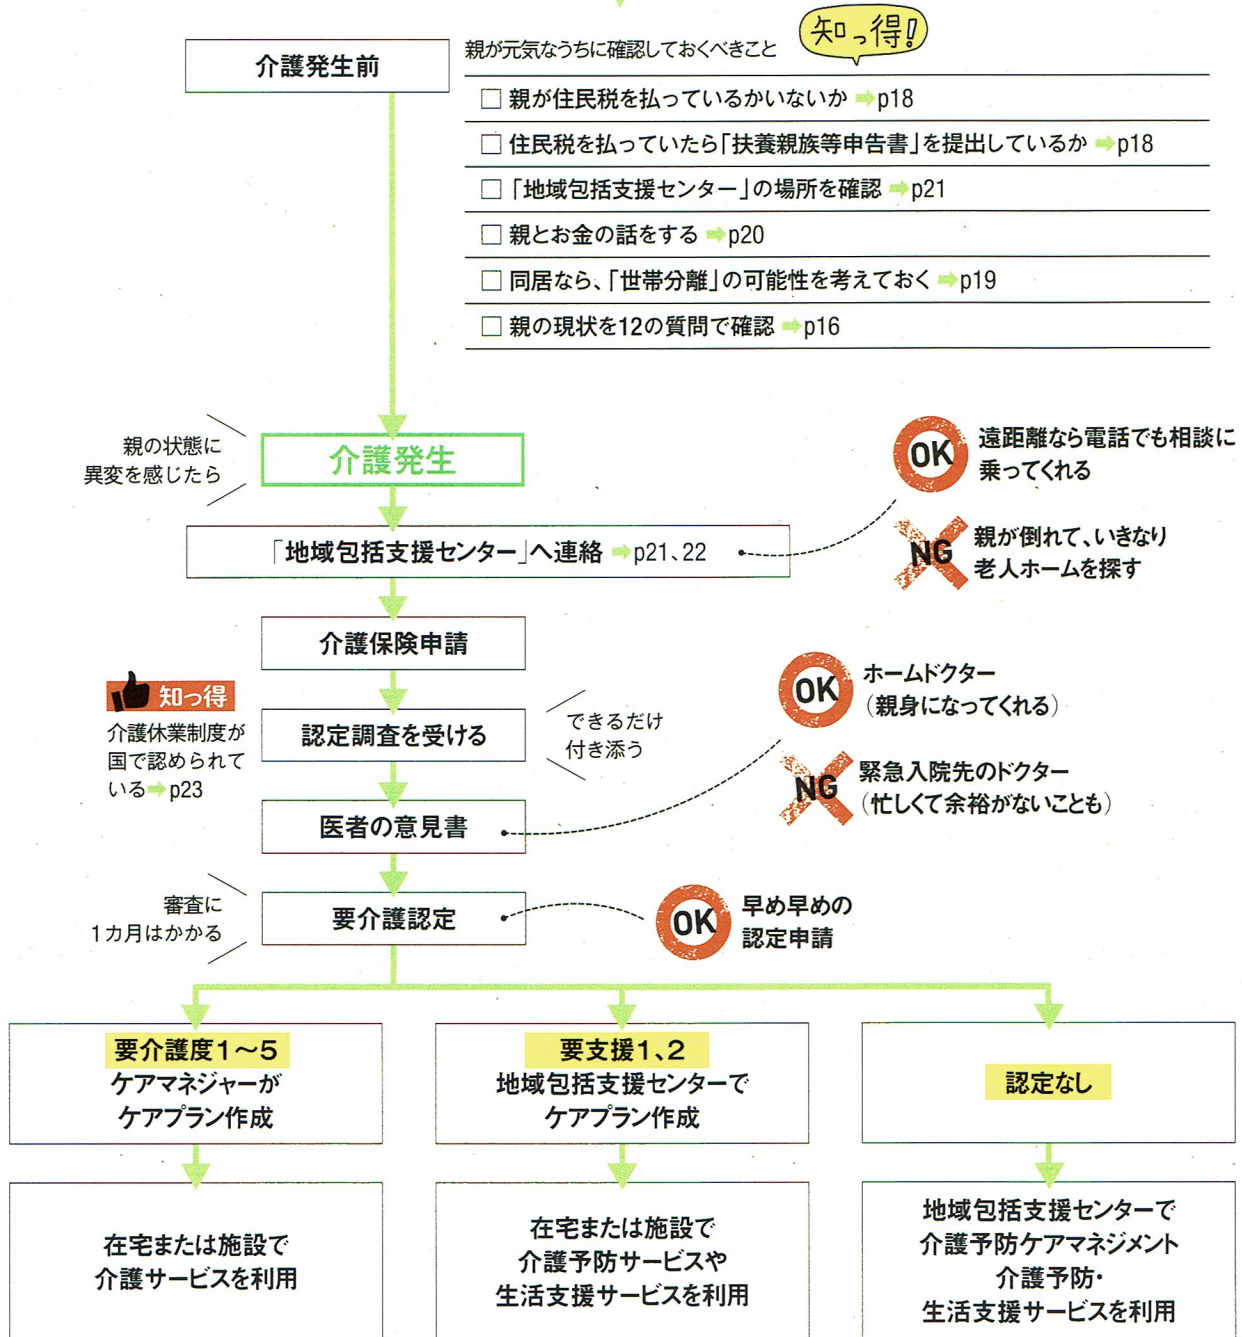 介護発生前
親が元気なうちに確認しておくべきこと
知っ得!
□ 親が住民税を払っているかいないか ➡p18
□ 住民税を払っていたら「扶養親族等申告書」を提出しているか ➡p18
□ 「地域包括支援センター」の場所を確認 ➡p21
□ 親とお金の話をする ➡p20
□ 同居なら、「世帯分離」の可能性を考えておく ➡p19
□ 親の現状を12の質問で確認 ➡p16
親の状態に
異変を感じたら
介護発生
「地域包括支援センター」へ連絡 ➡p21、22
OK
遠距離なら電話でも相談に
乗ってくれる
NG
親が倒れて、いきなり
老人ホームを探す
介護保険申請
知っ得
介護休業制度が
国で認められて
いる➡p23
認定調査を受ける
できるだけ
付き添う
医者の意見書
OK
ホームドクター
(親身になってくれる)
NG
緊急入院先のドクター
(忙しくて余裕がないことも)
審査に
1カ月はかかる
要介護認定
OK
早め早めの
認定申請
要介護度1～5
ケアマネジャーが
ケアプラン作成
要支援1、2
地域包括支援センターで
ケアプラン作成
認定なし
在宅または施設で
介護サービスを利用
在宅または施設で
介護予防サービスや
生活支援サービスを利用
地域包括支援センターで
介護予防ケアマネジメント
介護予防・
生活支援サービスを利用